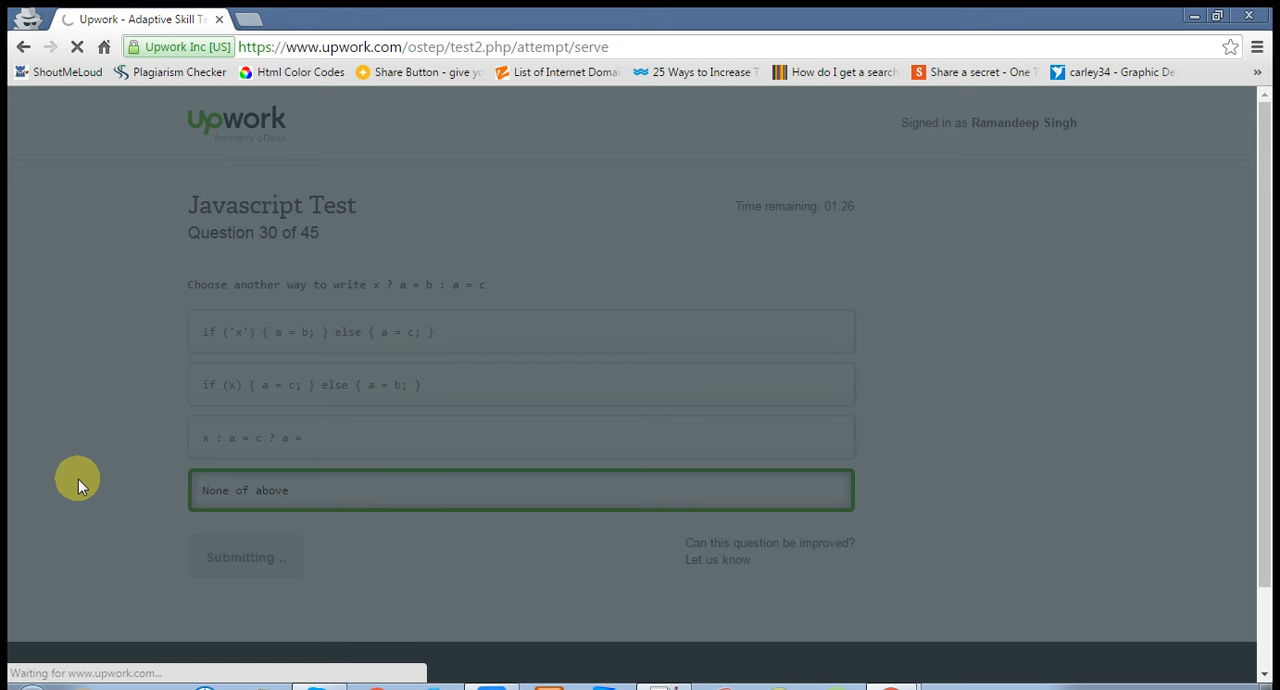 Upwork - Adaptive Skill Te
Upwork Inc [US]
https://www.upwork.com/ostep/test2.php/attempt/serve
ShoutMeLoud
Plagiarism Checker
Html Color Codes
Share Button - give yo
List of Internet Domai
25 Ways to Increase T
How do I get a search
Share a secret - One T
carley34 - Graphic De
»
Upwork
formerly oDesk
Signed in as Ramandeep Singh
Javascript Test
Time remaining: 01:26
Question 30 of 45
Choose another way to write x ? a = b : a = c
if ('x') { a = b; } else { a = c; }
if (x) { a = c; } else { a = b; }
x : a = c ? a =
None of above
Submitting ..
Can this question be improved?
Let us know
Waiting for www.upwork.com...